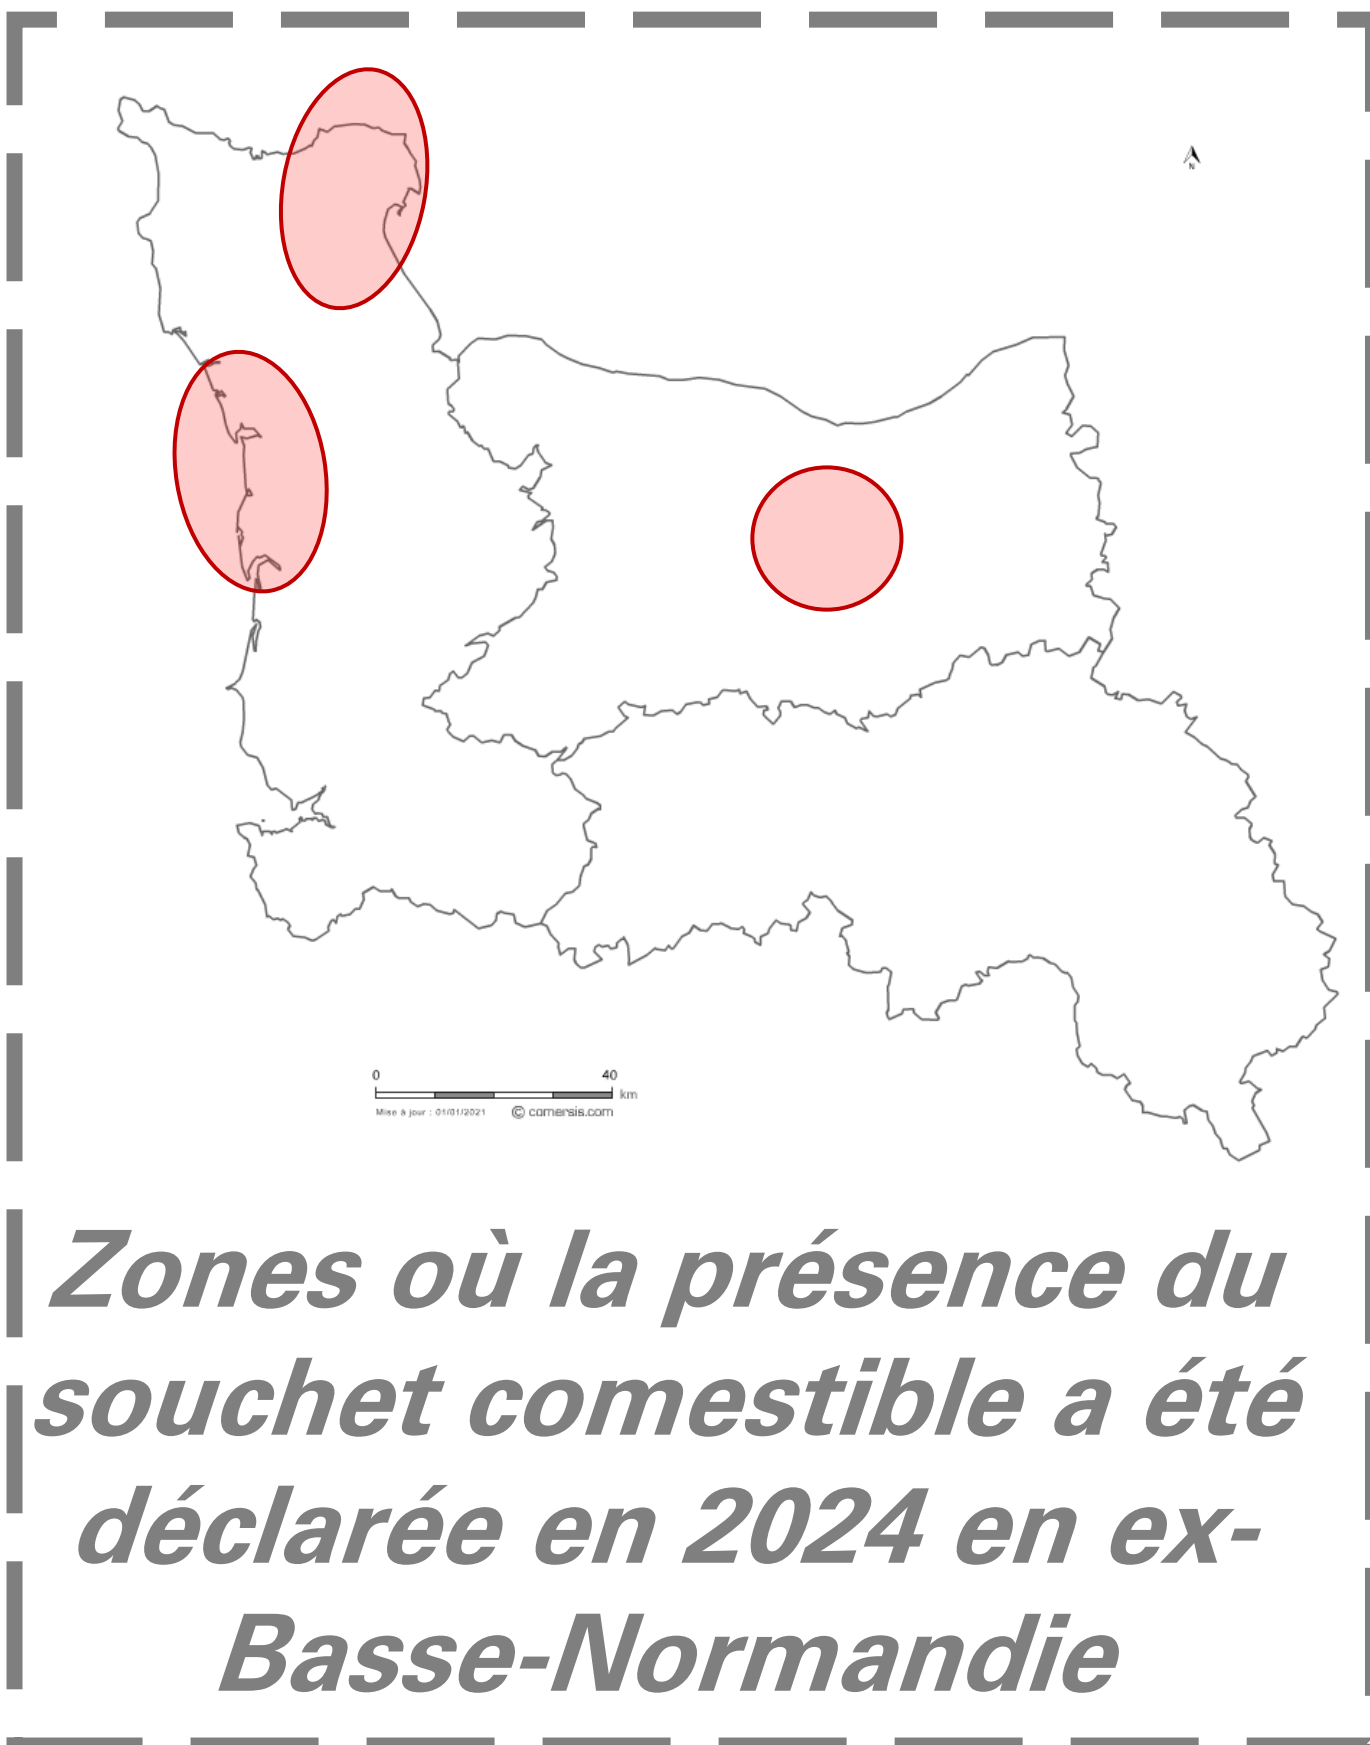 N
0 40
km
Mise à jour : 01/01/2021 © comersis.com
Zones où la présence du
souchet comestible a été
déclarée en 2024 en ex-
Basse-Normandie